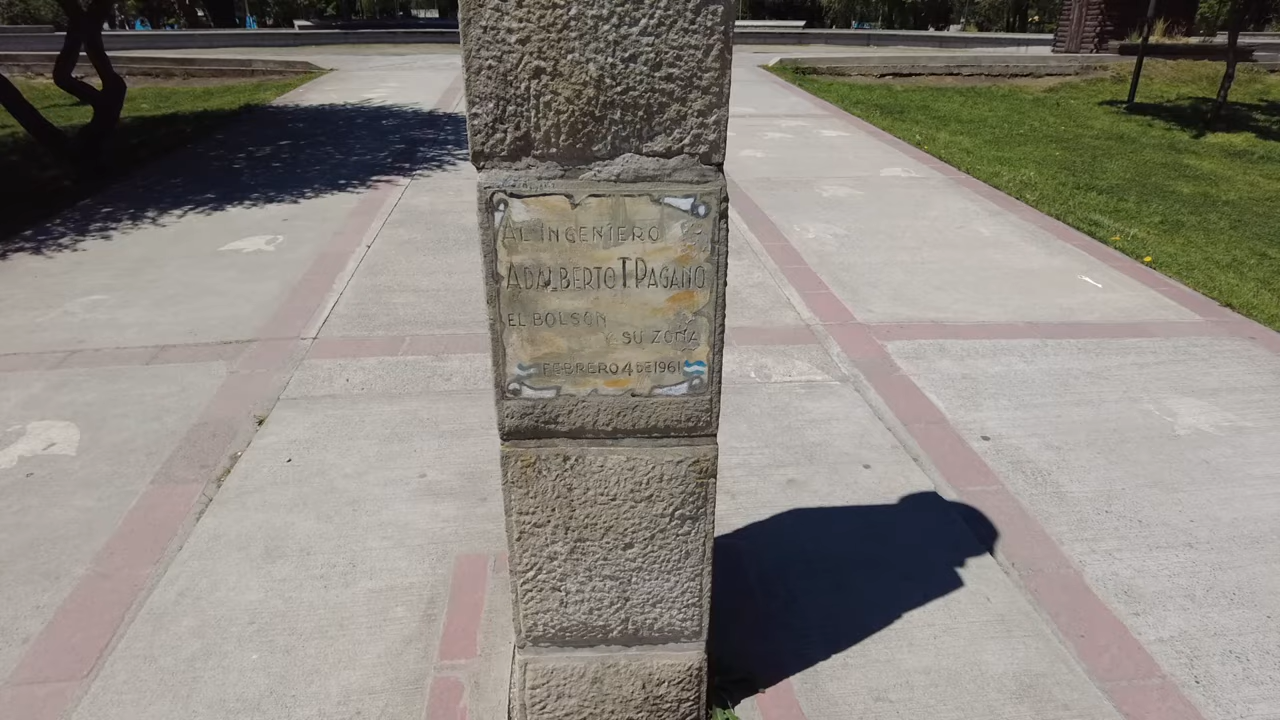 AL INGENIERO
ADALBERTO T. PAGANO
EL BOLSON
Y SU ZONA
FEBRERO 4 DE 1961